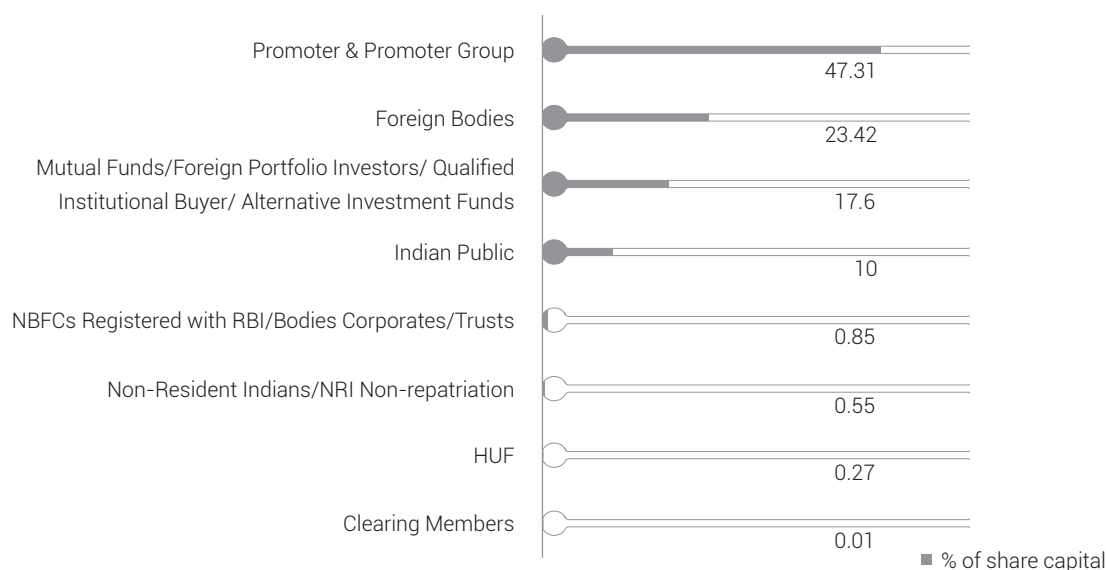 Promoter & Promoter Group
47.31
Foreign Bodies
23.42
Mutual Funds/Foreign Portfolio Investors/ Qualified
Institutional Buyer/ Alternative Investment Funds
17.6
Indian Public
10
NBFCs Registered with RBI/Bodies Corporates/Trusts
0.85
Non-Resident Indians/NRI Non-repatriation
0.55
HUF
0.27
Clearing Members
0.01
% of share capital